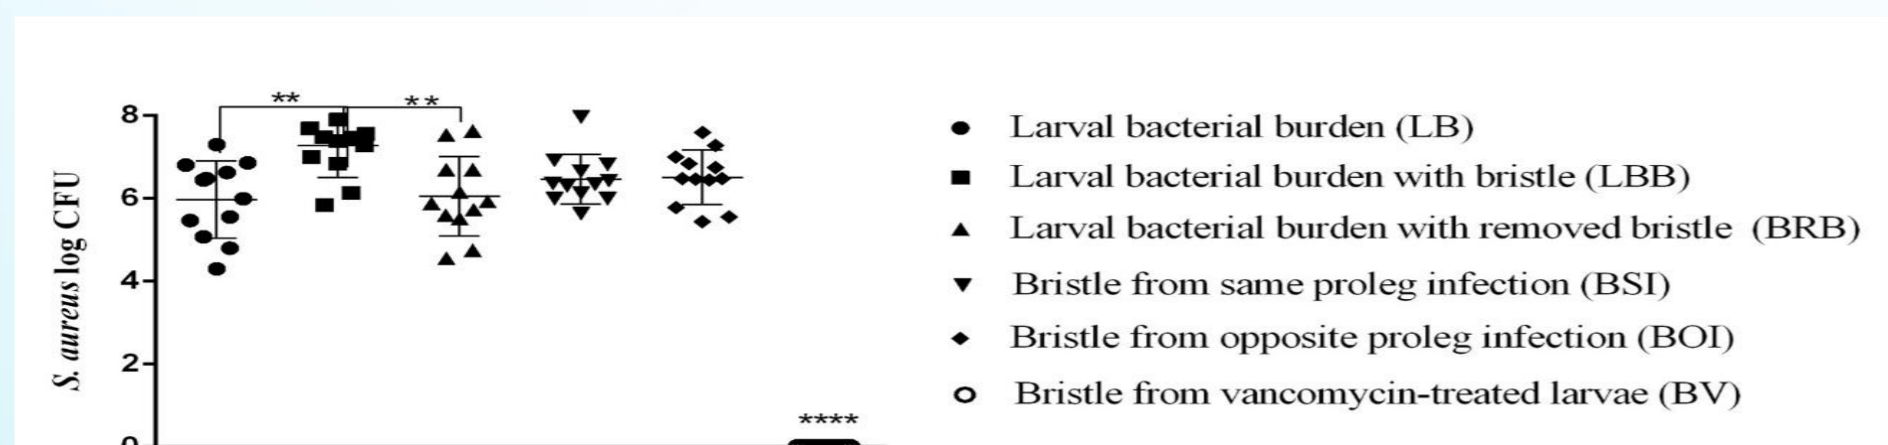 ** **
8
6
4
2
0
S. aureus log CFU
****
Larval bacterial burden (LB)
Larval bacterial burden with bristle (LBB)
Larval bacterial burden with removed bristle (BRB)
Bristle from same proleg infection (BSI)
Bristle from opposite proleg infection (BOI)
Bristle from vancomycin-treated larvae (BV)